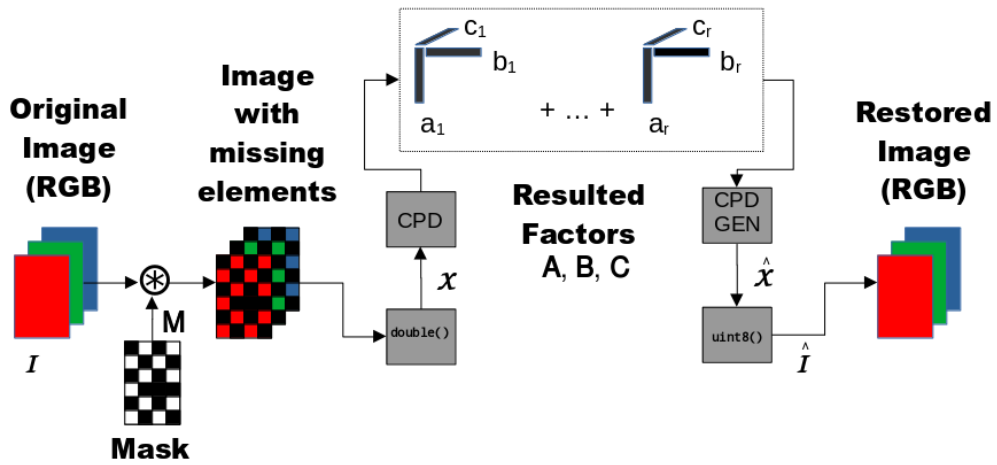 Original
Image
(RGB)
I
M
Mask
Image
with
missing
elements
double()
x
CPD
c1
b1
a1
+ ... +
cr
br
ar
Resulted
Factors
A, B, C
CPD
GEN
x̂
uint8()
Î
Restored
Image
(RGB)